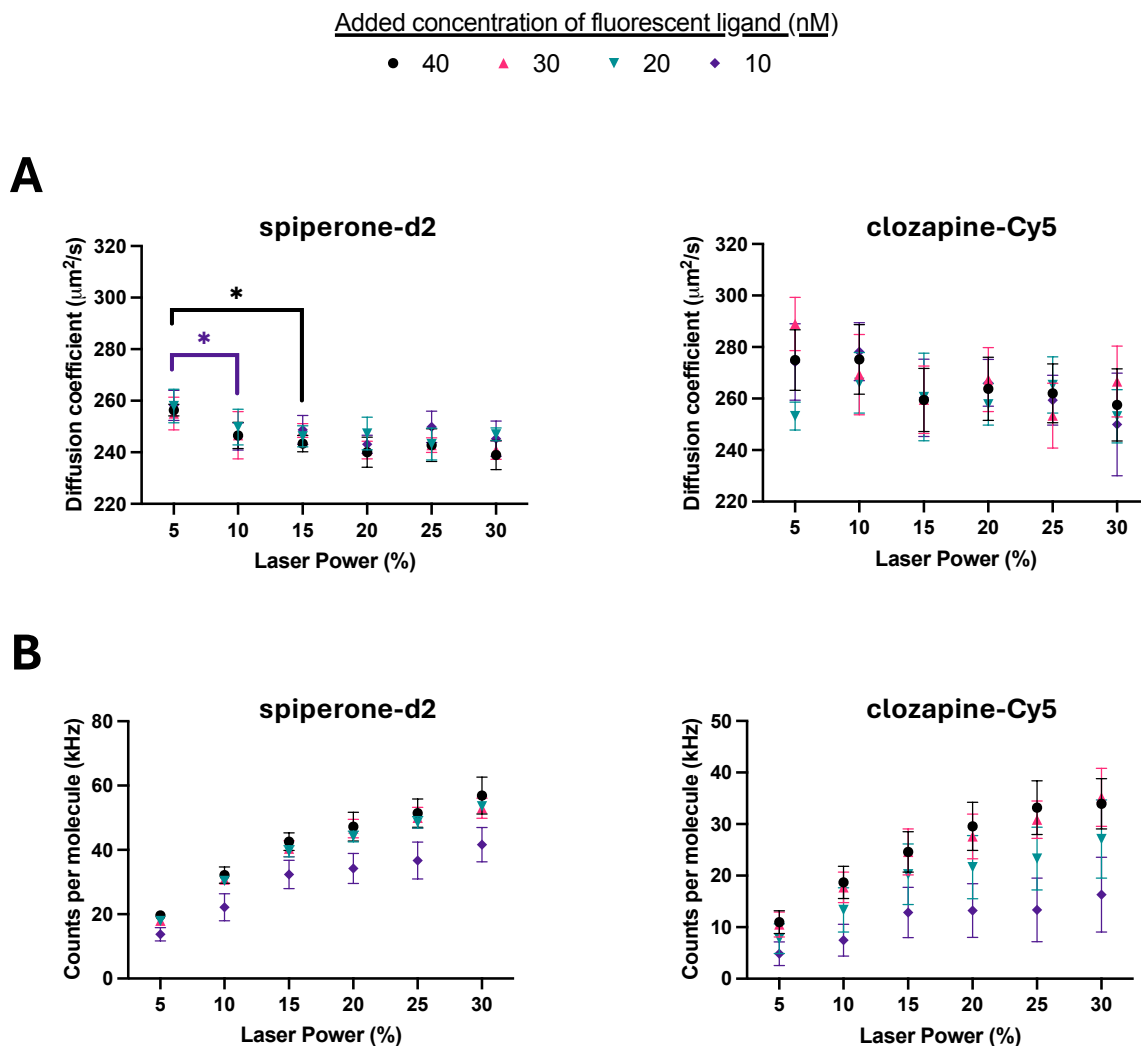 Added concentration of fluorescent ligand (nM)
40 30 20 10
A
spiperone-d2
Diffusion coefficient (μm²/s)
320
300
280
260
240
220
*
*
5 10 15 20 25 30
Laser Power (%)
clozapine-Cy5
Diffusion coefficient (μm²/s)
320
300
280
260
240
220
5 10 15 20 25 30
Laser Power (%)
B
spiperone-d2
Counts per molecule (kHz)
80
60
40
20
0
5 10 15 20 25 30
Laser Power (%)
clozapine-Cy5
Counts per molecule (kHz)
50
40
30
20
10
0
5 10 15 20 25 30
Laser Power (%)